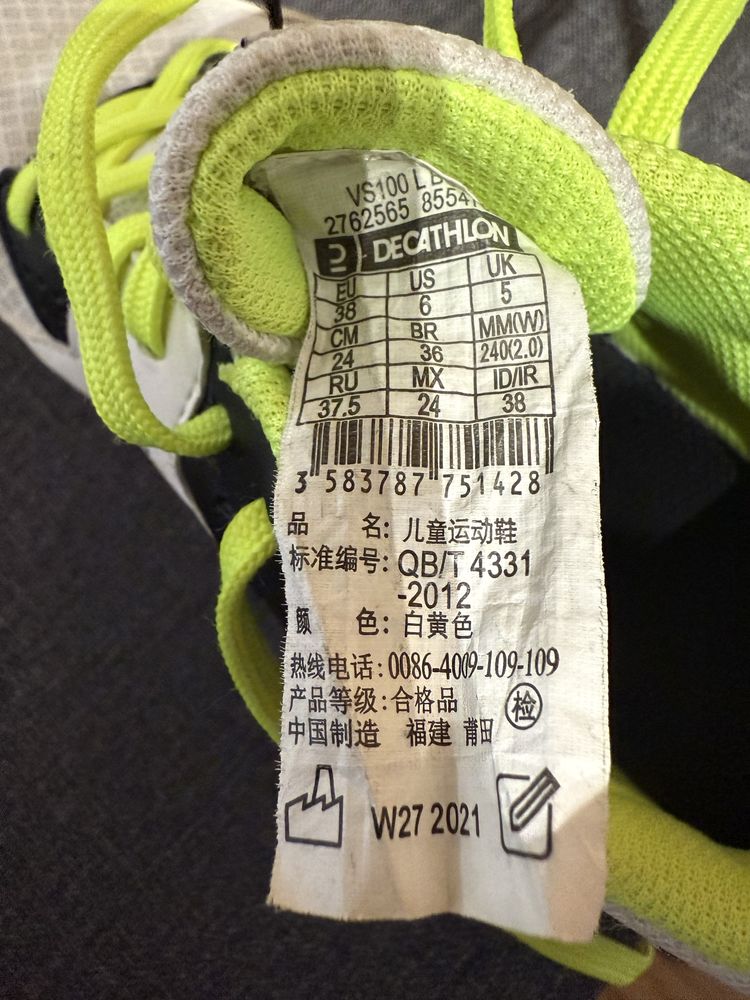 VS100 L
2762565 8554
DECATHLON
EU US UK
38 6 5
CM BR MM(W)
24 36 240(2.0)
RU MX ID/IR
37.5 24 38
3 583787 751428
品 名: 儿童运动鞋
标准编号: QB/T 4331
-2012
颜 色: 白黄色
热线电话: 0086-4009-109-109
产品等级: 合格品 检
中国制造 福建 莆田
W27 2021